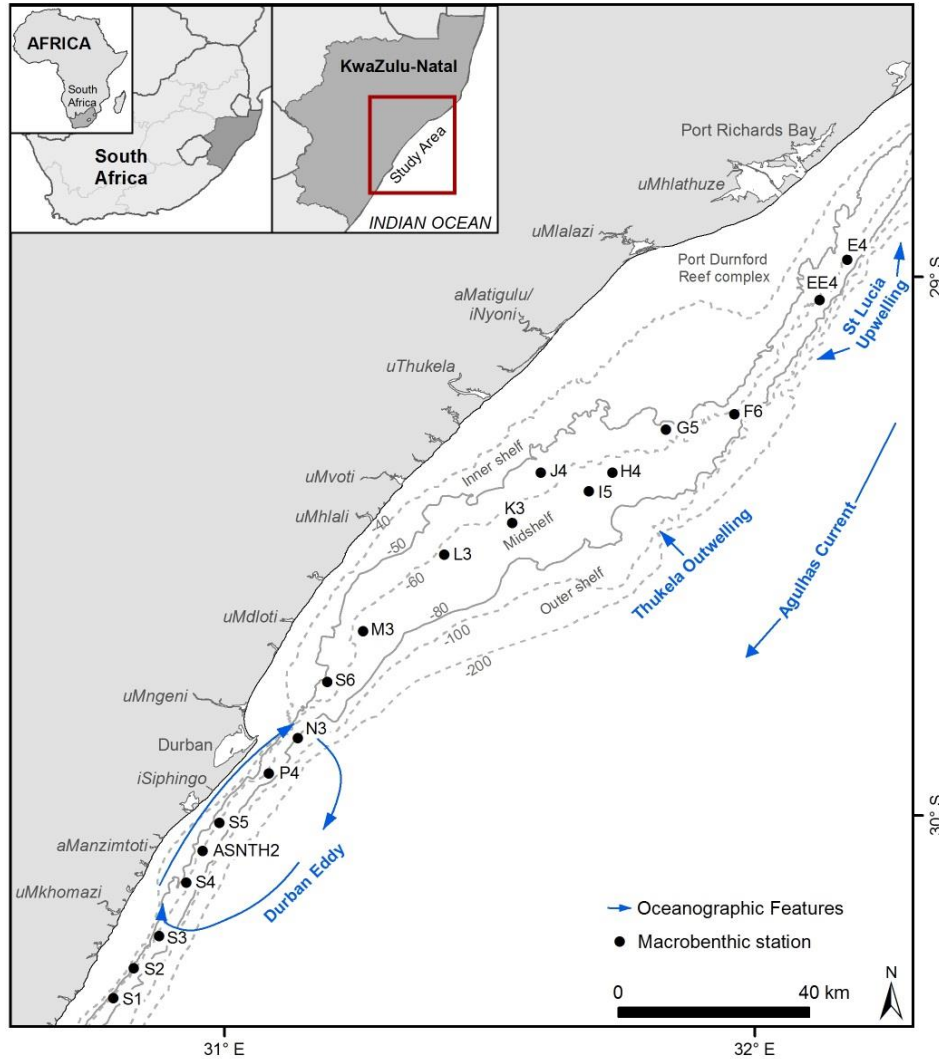 AFRICA
South
Africa
South
Africa
KwaZulu-Natal
Study Area
INDIAN OCEAN
Port Richards Bay
uMhlathuze
uMlalazi
Port Durnford
Reef complex
E4
EE4
29° S
St Lucia
Upwelling
aMatigulu/
iNyoni
uThukela
F6
G5
Inner shelf
J4
H4
I5
uMvoti
K3
Midshelf
uMhlali
-40
-50
L3
-60
Thukela Outwelling
Agulhas Current
Outer shelf
-80
-100
-200
uMdloti
M3
S6
uMngeni
N3
Durban
P4
iSiphingo
S5
30° S
aManzimtoti
ASNTH2
S4
Durban Eddy
uMkhomazi
S3
Oceanographic Features
Macrobenthic station
S2
S1
N
0
40 km
31° E
32° E